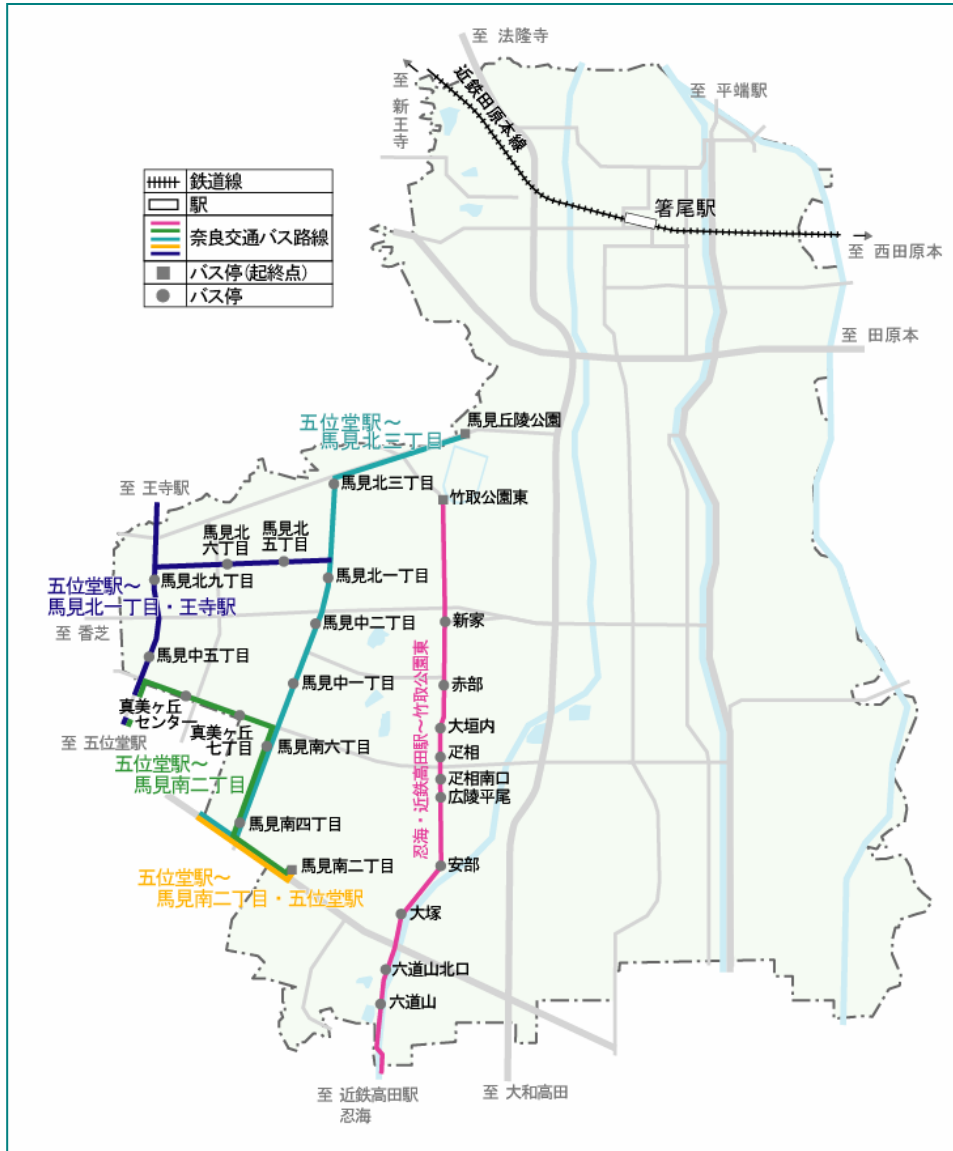 至 法隆寺
至
新
王
寺
近鉄田原本線
至 平端駅
箸尾駅
至 西田原本
鉄道線
駅
奈良交通バス路線
バス停(起終点)
バス停
至 田原本
五位堂駅～
馬見北三丁目
馬見丘陵公園
馬見北三丁目
竹取公園東
至 王寺駅
馬見北
六丁目
馬見北
五丁目
馬見北九丁目
馬見北一丁目
五位堂駅～
馬見北一丁目・王寺駅
至 香芝
馬見中二丁目
新家
馬見中五丁目
馬見中一丁目
赤部
忍海・近鉄高田駅～竹取公園東
真美ヶ丘
センター
真美ヶ丘
七丁目
大垣内
至 五位堂駅
馬見南六丁目
疋相
五位堂駅～
馬見南二丁目
疋相南口
広陵平尾
馬見南四丁目
馬見南二丁目
安部
五位堂駅～
馬見南二丁目・五位堂駅
大塚
六道山北口
六道山
至 近鉄高田駅
忍海
至 大和高田